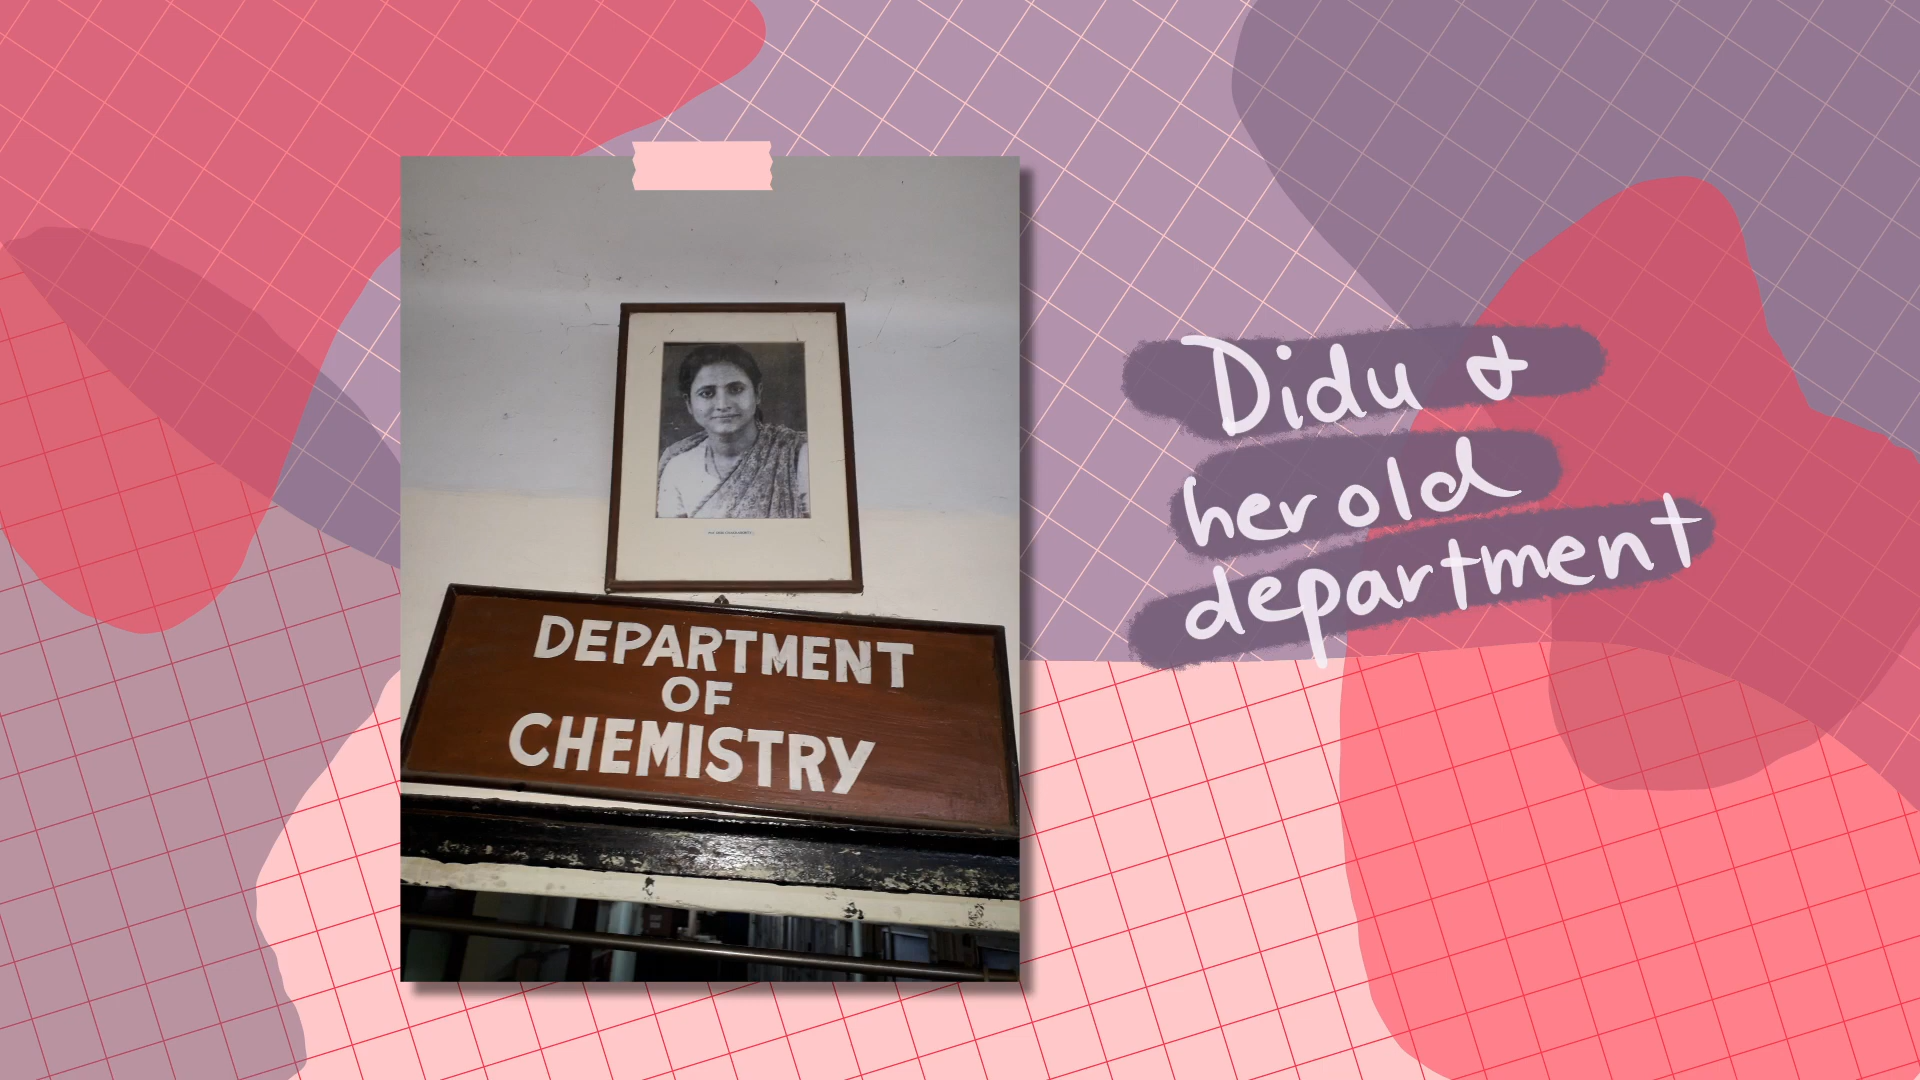 DEPARTMENT
OF
CHEMISTRY
Didu &
her old
department